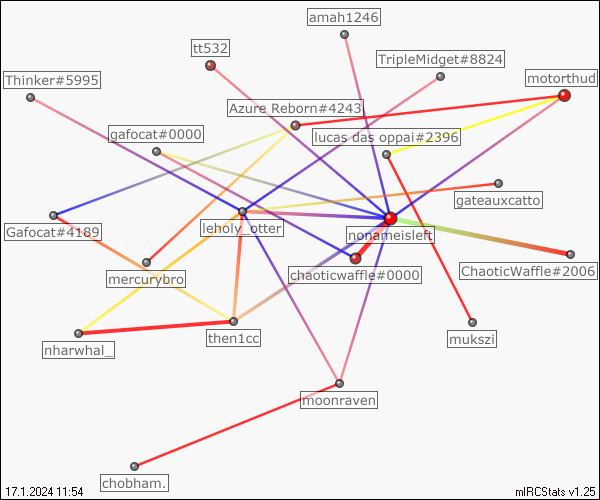 amah1246
tt532
TripleMidget#8824
Thinker#5995
motorthud
Azure Reborn#4243
gafocat#0000
lucas das oppai#2396
gateauxcatto
Gafocat#4189
leholy_otter
nonameisleft
chaoticwaffle#0000
ChaoticWaffle#2006
mercurybro
then1cc
mukszi
nharwhal_
moonraven
chobham.
17.1.2024 11:54
mIRCStats v1.25